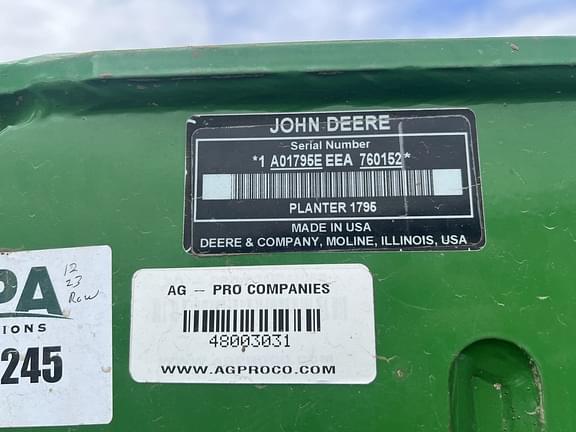 JOHN DEERE
Serial Number
*1 A01795E EEA 760152*
PLANTER 1795
MADE IN USA
DEERE & COMPANY, MOLINE, ILLINOIS, USA
AG – PRO COMPANIES
48003031
WWW.AGPROCO.COM
PA
IONS
12
23
Row
245